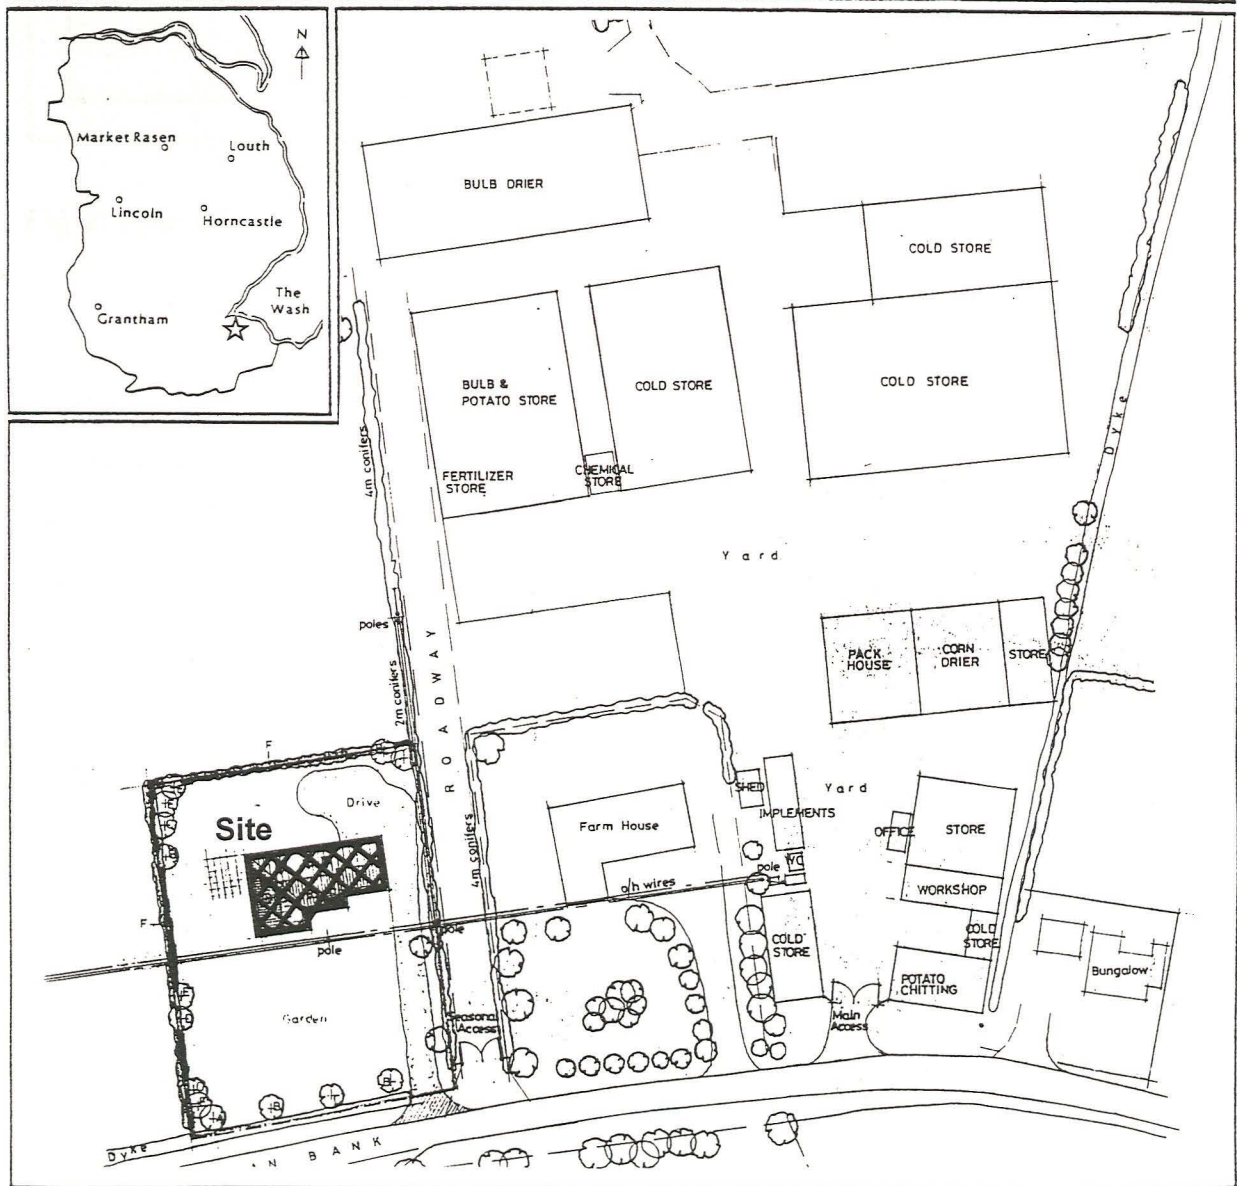 N
Market Rasen
Louth
Lincoln
Horncastle
The
Wash
Grantham
BULB DRIER
COLD STORE
BULB &
POTATO STORE
COLD STORE
COLD STORE
Dyke
4m conifers
FERTILIZER
STORE
CHEMICAL
STORE
Yard
poles
2m conifers
ROADWAY
PACK
HOUSE
CORN
DRIER
STORE
F
Drive
Site
4m conifers
Farm House
SHED
IMPLEMENTS
Yard
OFFICE
STORE
WC
pole
o/h wires
WORKSHOP
F
pole
pole
COLD
STORE
COLD
STORE
Bungalow
POTATO
CHITTING
Garden
Seasonal
Access
Main
Access
Dyke
N BANK